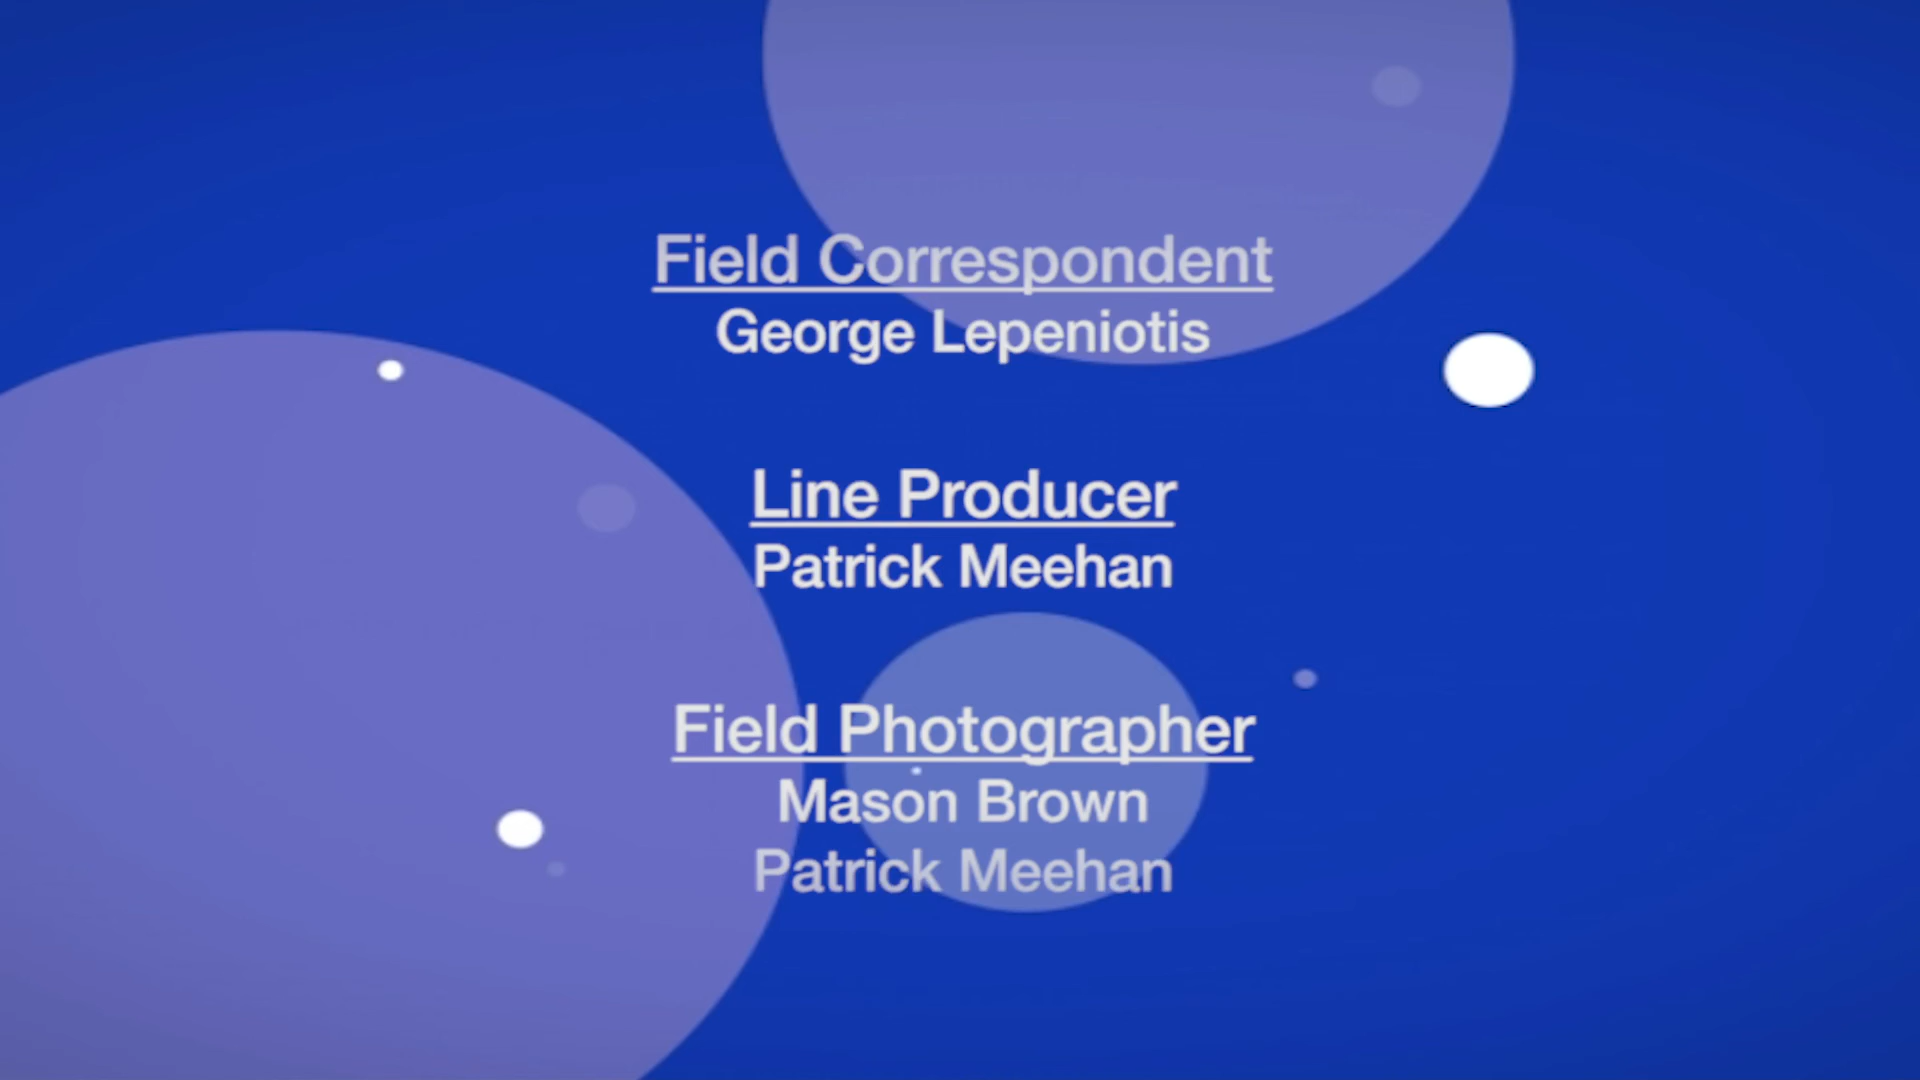 Field Correspondent
George Lepeniotis
Line Producer
Patrick Meehan
Field Photographer
Mason Brown
Patrick Meehan